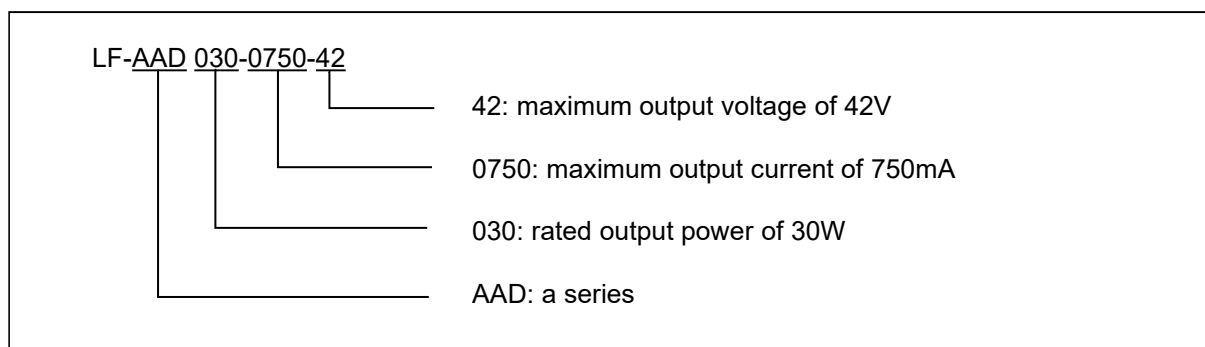 LF-AAD 030-0750-42
42: maximum output voltage of 42V
0750: maximum output current of 750mA
030: rated output power of 30W
AAD: a series